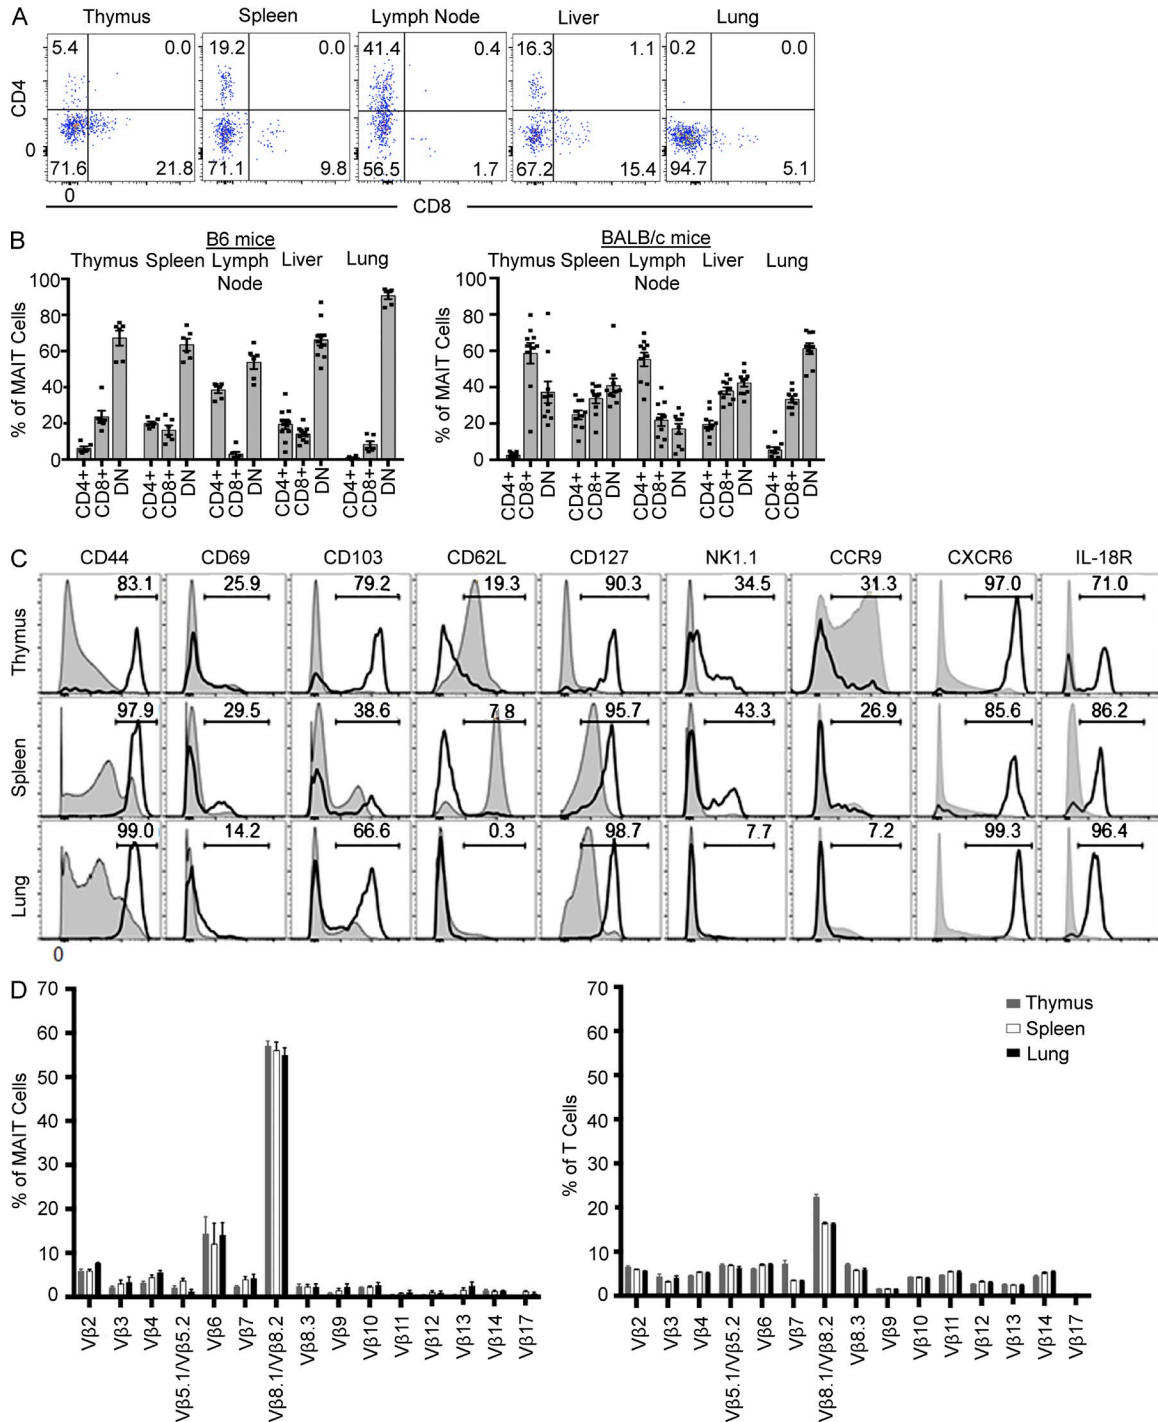 A
Thymus Spleen Lymph Node Liver Lung
5.4 0.0 19.2 0.0 41.4 0.4 16.3 1.1 0.2 0.0
CD4
0
71.6 21.8 71.1 9.8 56.5 1.7 67.2 15.4 94.7 5.1
0
CD8
B
B6 mice
Thymus Spleen Lymph Node Liver Lung
% of MAIT Cells
100
80
60
40
20
0
CD4+ CD8+ DN CD4+ CD8+ DN CD4+ CD8+ DN CD4+ CD8+ DN CD4+ CD8+ DN
BALB/c mice
Thymus Spleen Lymph Node Liver Lung
% of MAIT Cells
100
80
60
40
20
0
CD4+ CD8+ DN CD4+ CD8+ DN CD4+ CD8+ DN CD4+ CD8+ DN CD4+ CD8+ DN
C
CD44 CD69 CD103 CD62L CD127 NK1.1 CCR9 CXCR6 IL-18R
Thymus
83.1 25.9 79.2 19.3 90.3 34.5 31.3 97.0 71.0
Spleen
97.9 29.5 38.6 7.8 95.7 43.3 26.9 85.6 86.2
Lung
99.0 14.2 66.6 0.3 98.7 7.7 7.2 99.3 96.4
0
D
% of MAIT Cells
70
60
50
40
30
20
10
0
Vβ2 Vβ3 Vβ4 Vβ5.1/Vβ5.2 Vβ6 Vβ7 Vβ8.1/Vβ8.2 Vβ8.3 Vβ9 Vβ10 Vβ11 Vβ12 Vβ13 Vβ14 Vβ17
% of T Cells
70
60
50
40
30
20
10
0
Vβ2 Vβ3 Vβ4 Vβ5.1/Vβ5.2 Vβ6 Vβ7 Vβ8.1/Vβ8.2 Vβ8.3 Vβ9 Vβ10 Vβ11 Vβ12 Vβ13 Vβ14 Vβ17
Thymus
Spleen
Lung